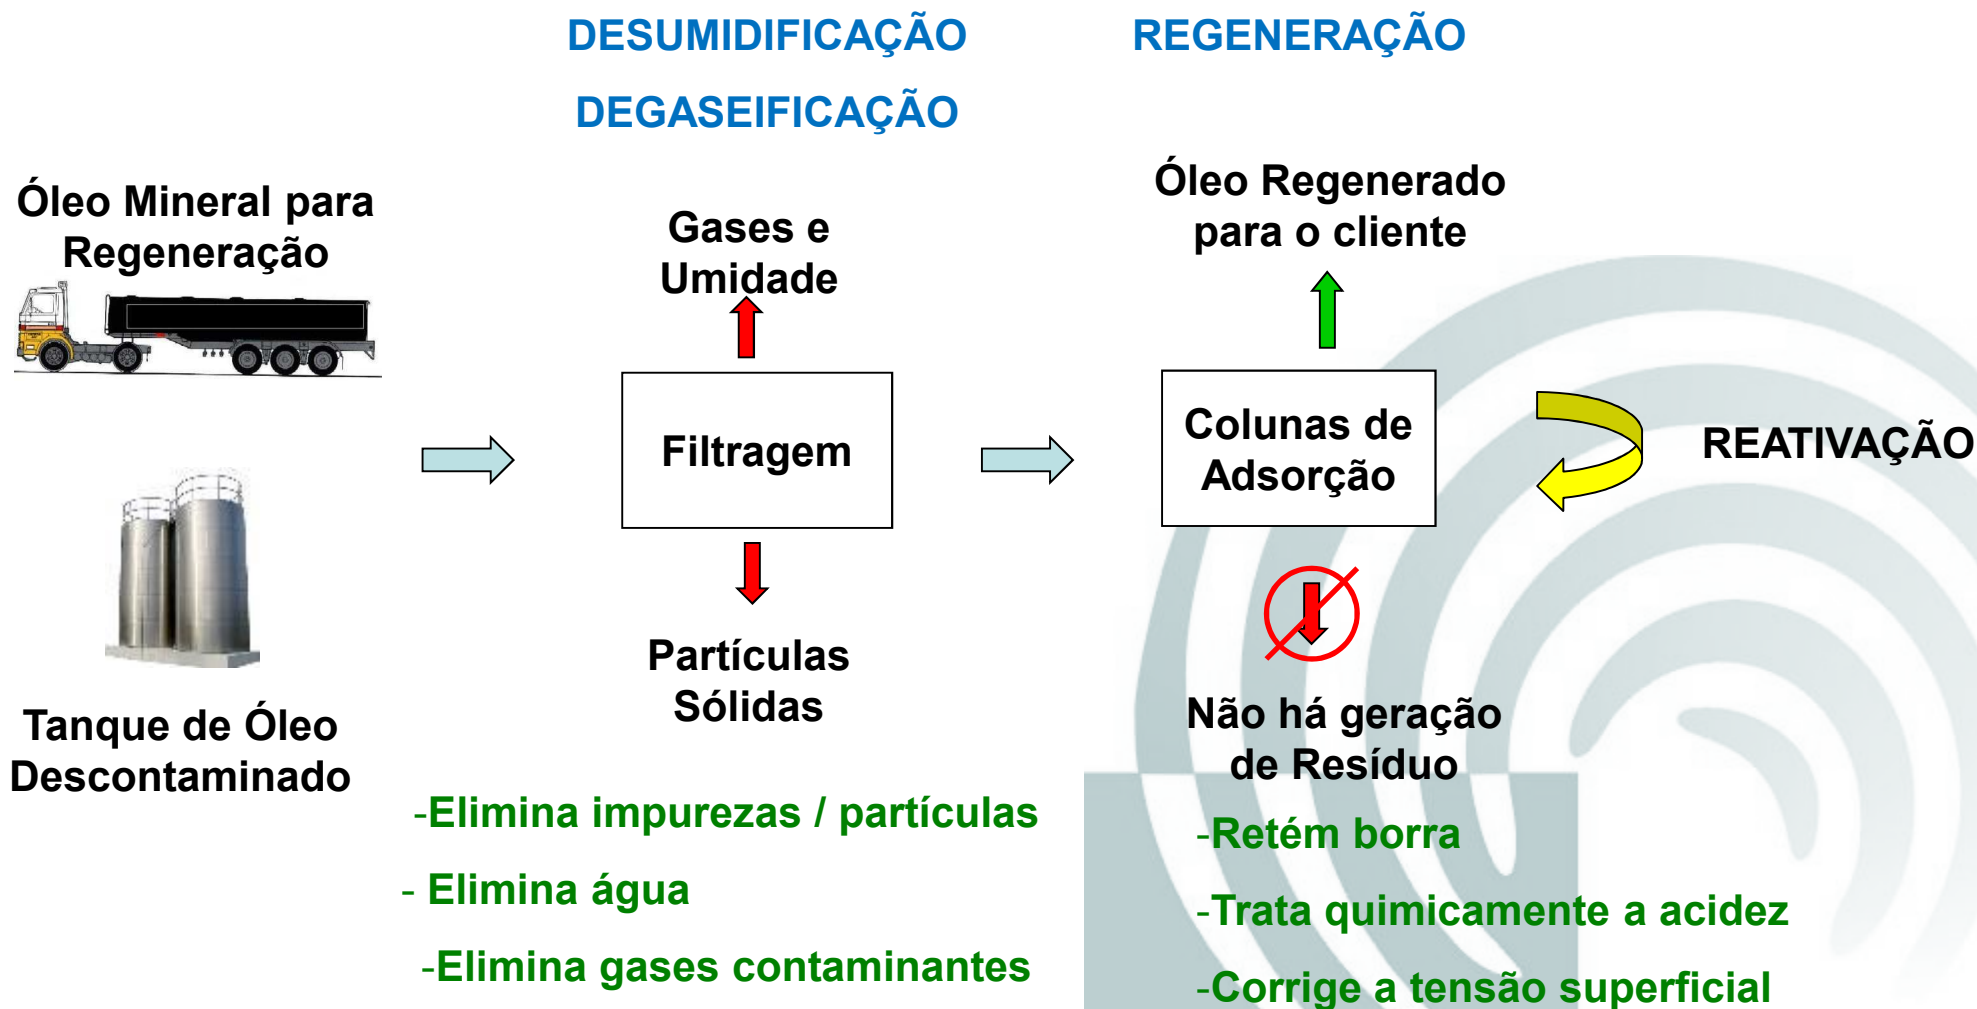 DESUMIDIFICAÇÃO
DEGASEIFICAÇÃO
REGENERAÇÃO
Óleo Mineral para
Regeneração
Tanque de Óleo
Descontaminado
Gases e
Umidade
Filtragem
Partículas
Sólidas
-Elimina impurezas / partículas
- Elimina água
-Elimina gases contaminantes
Óleo Regenerado
para o cliente
Colunas de
Adsorção
REATIVAÇÃO
Não há geração
de Resíduo
-Retém borra
-Trata quimicamente a acidez
-Corrige a tensão superficial